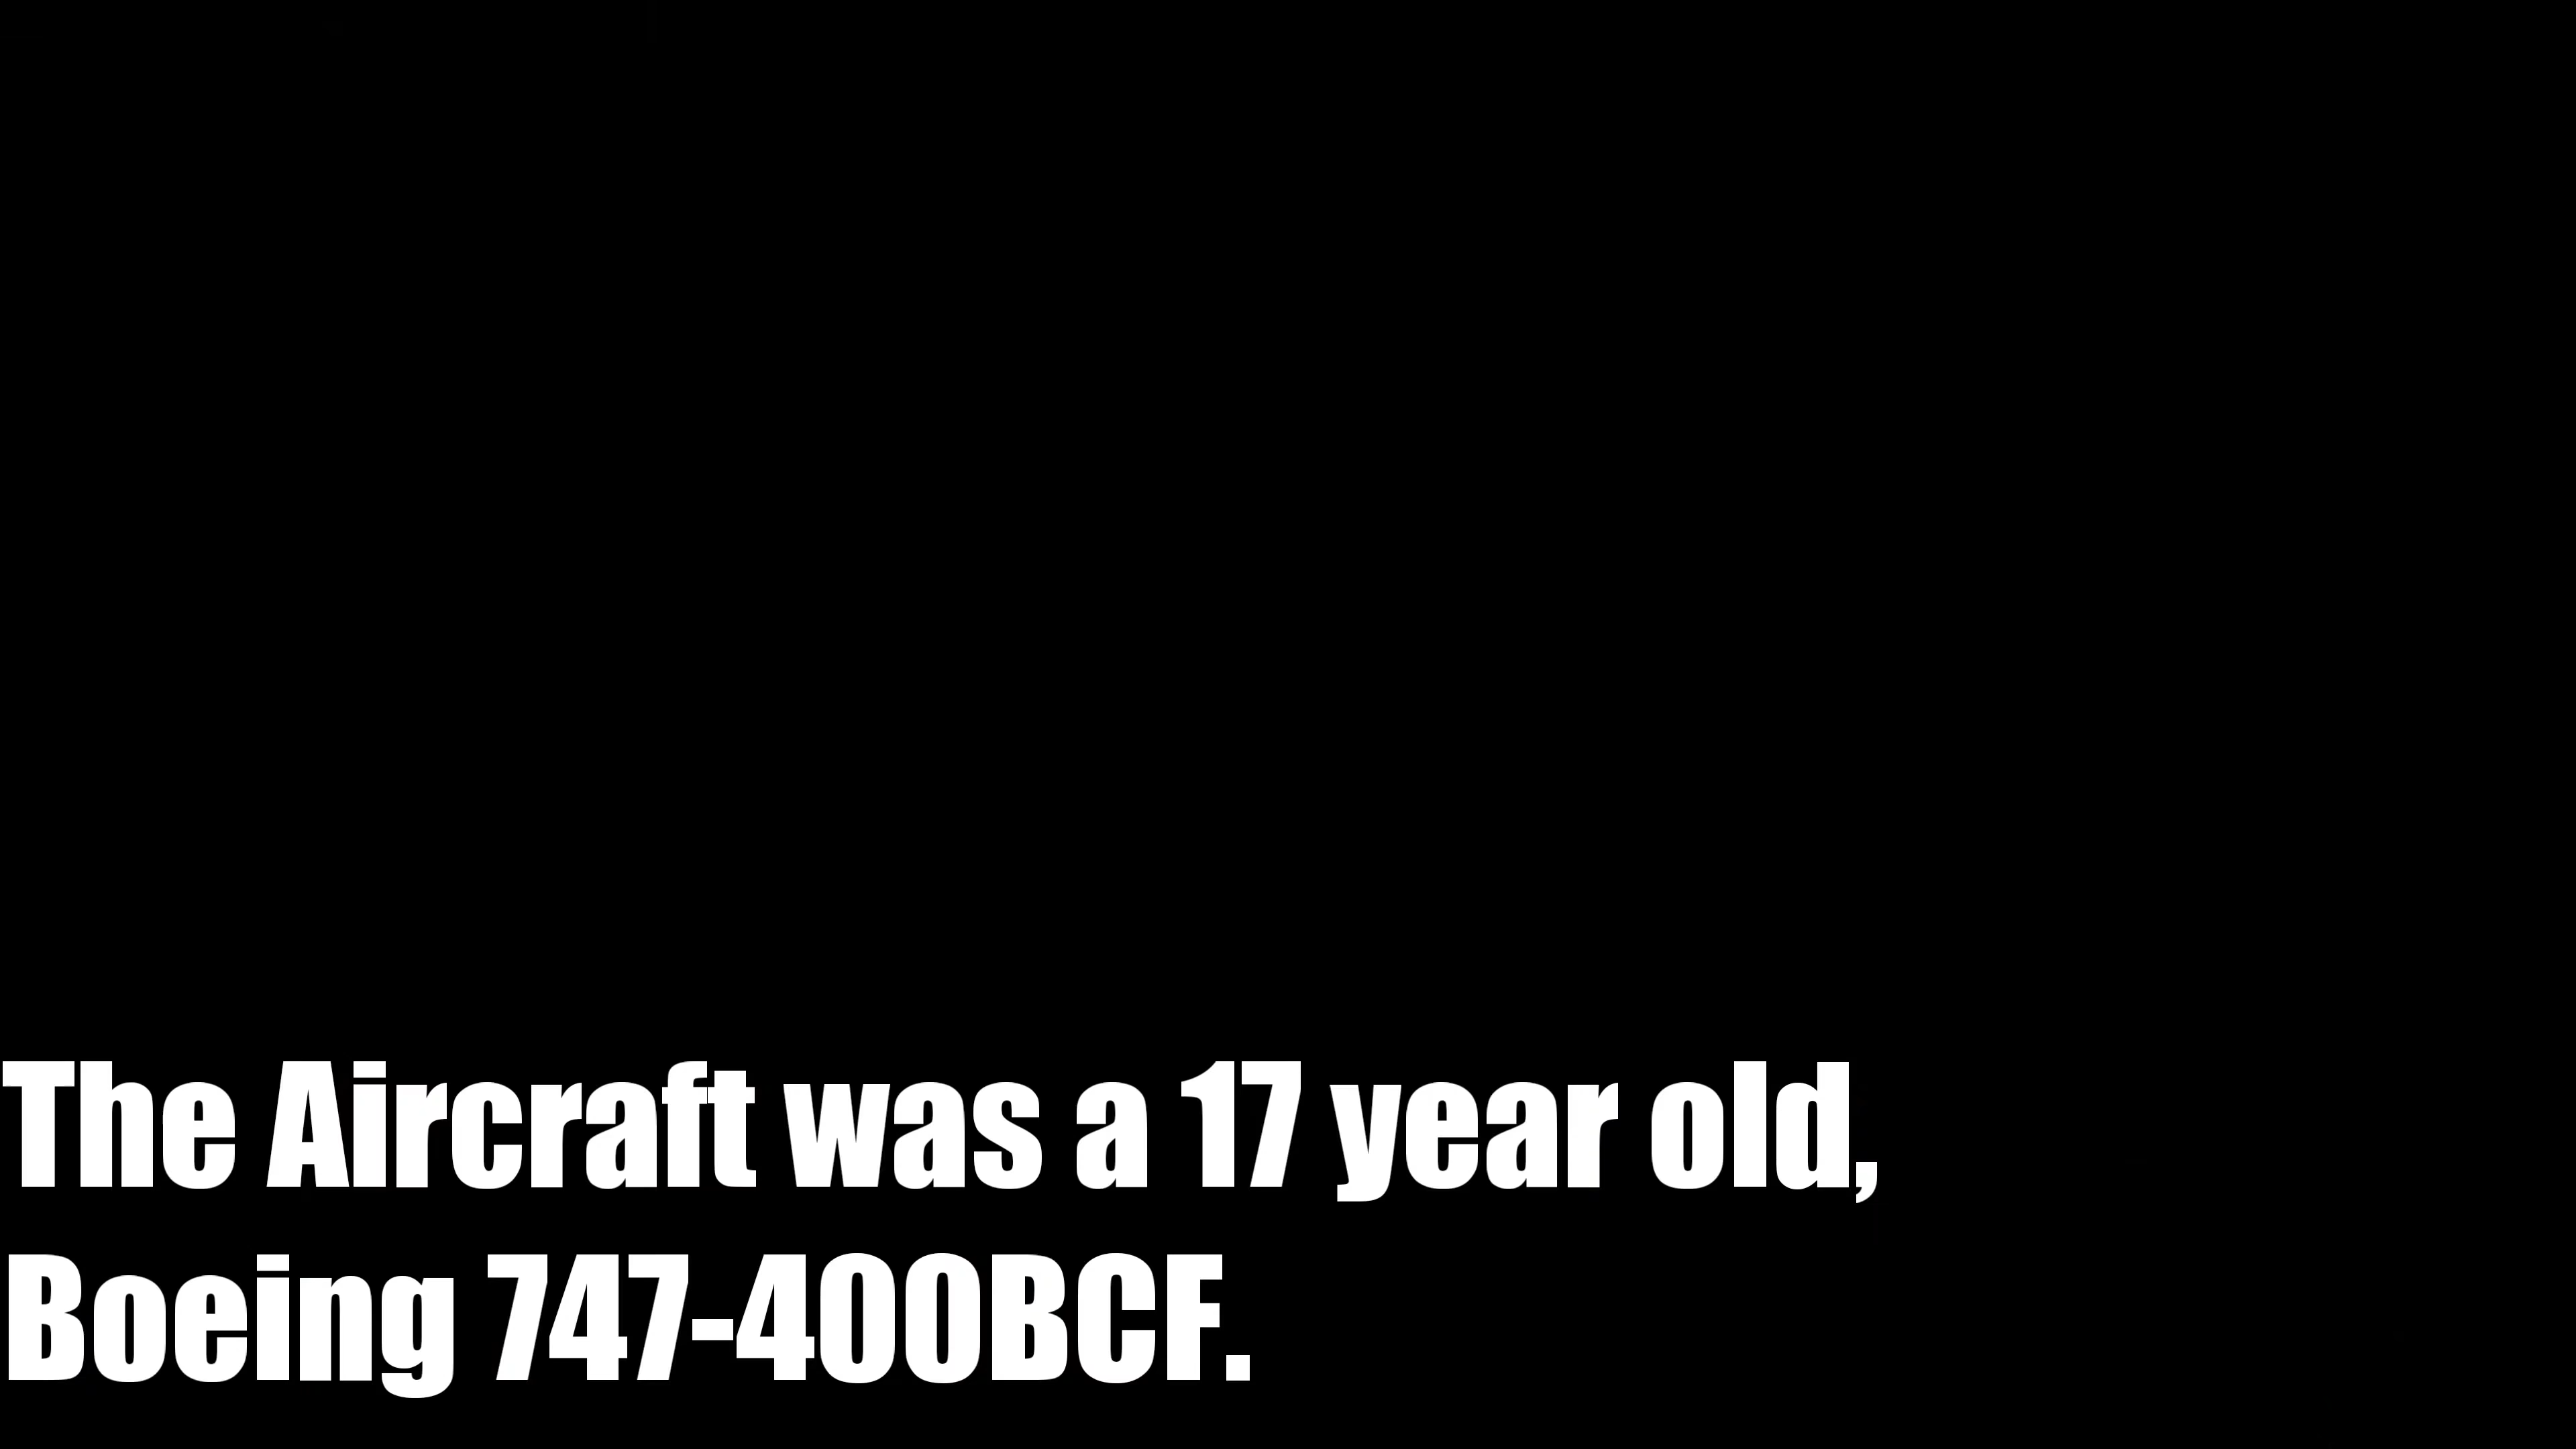 The Aircraft was a 17 year old,
Boeing 747-400BCF.